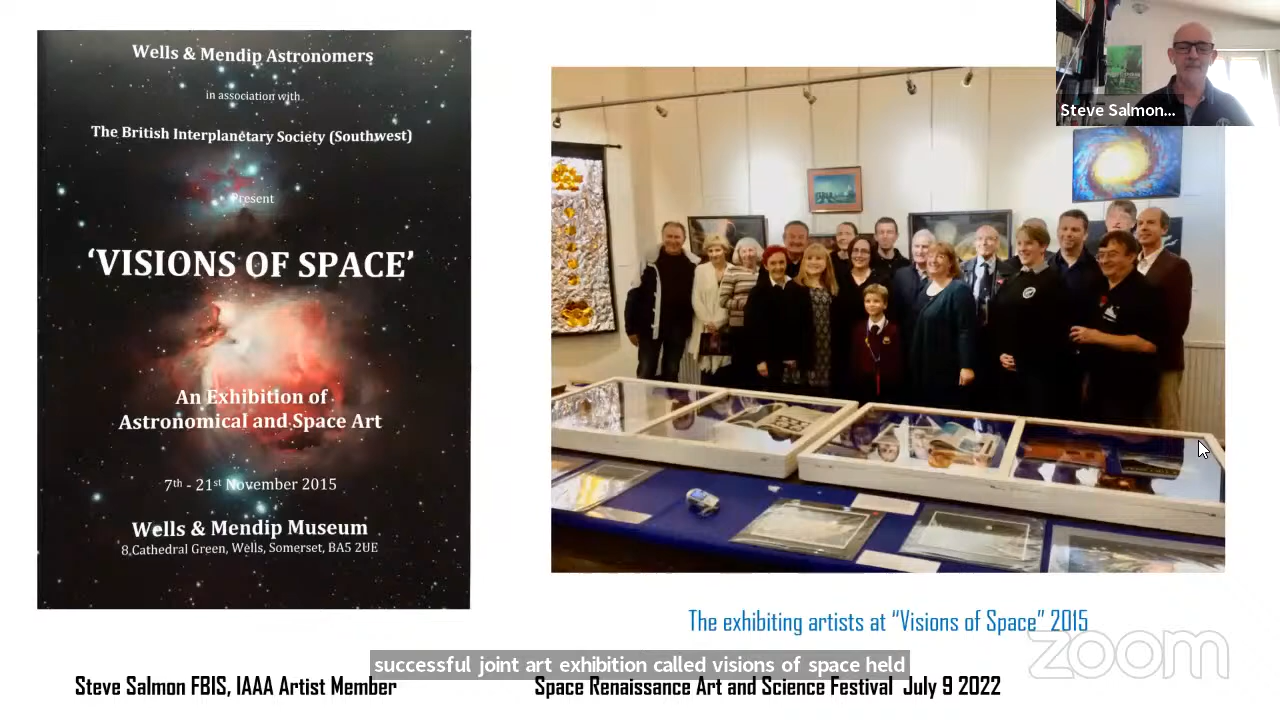 Wells & Mendip Astronomers
in association with
The British Interplanetary Society (Southwest)
Present
‘VISIONS OF SPACE’
An Exhibition of
Astronomical and Space Art
7th - 21st November 2015
Wells & Mendip Museum
8,Cathedral Green, Wells, Somerset, BA5 2UE
Steve Salmon...
The exhibiting artists at “Visions of Space” 2015
zoom
successful joint art exhibition called visions of space held
Steve Salmon FBIS, IAAA Artist Member
Space Renaissance Art and Science Festival July 9 2022